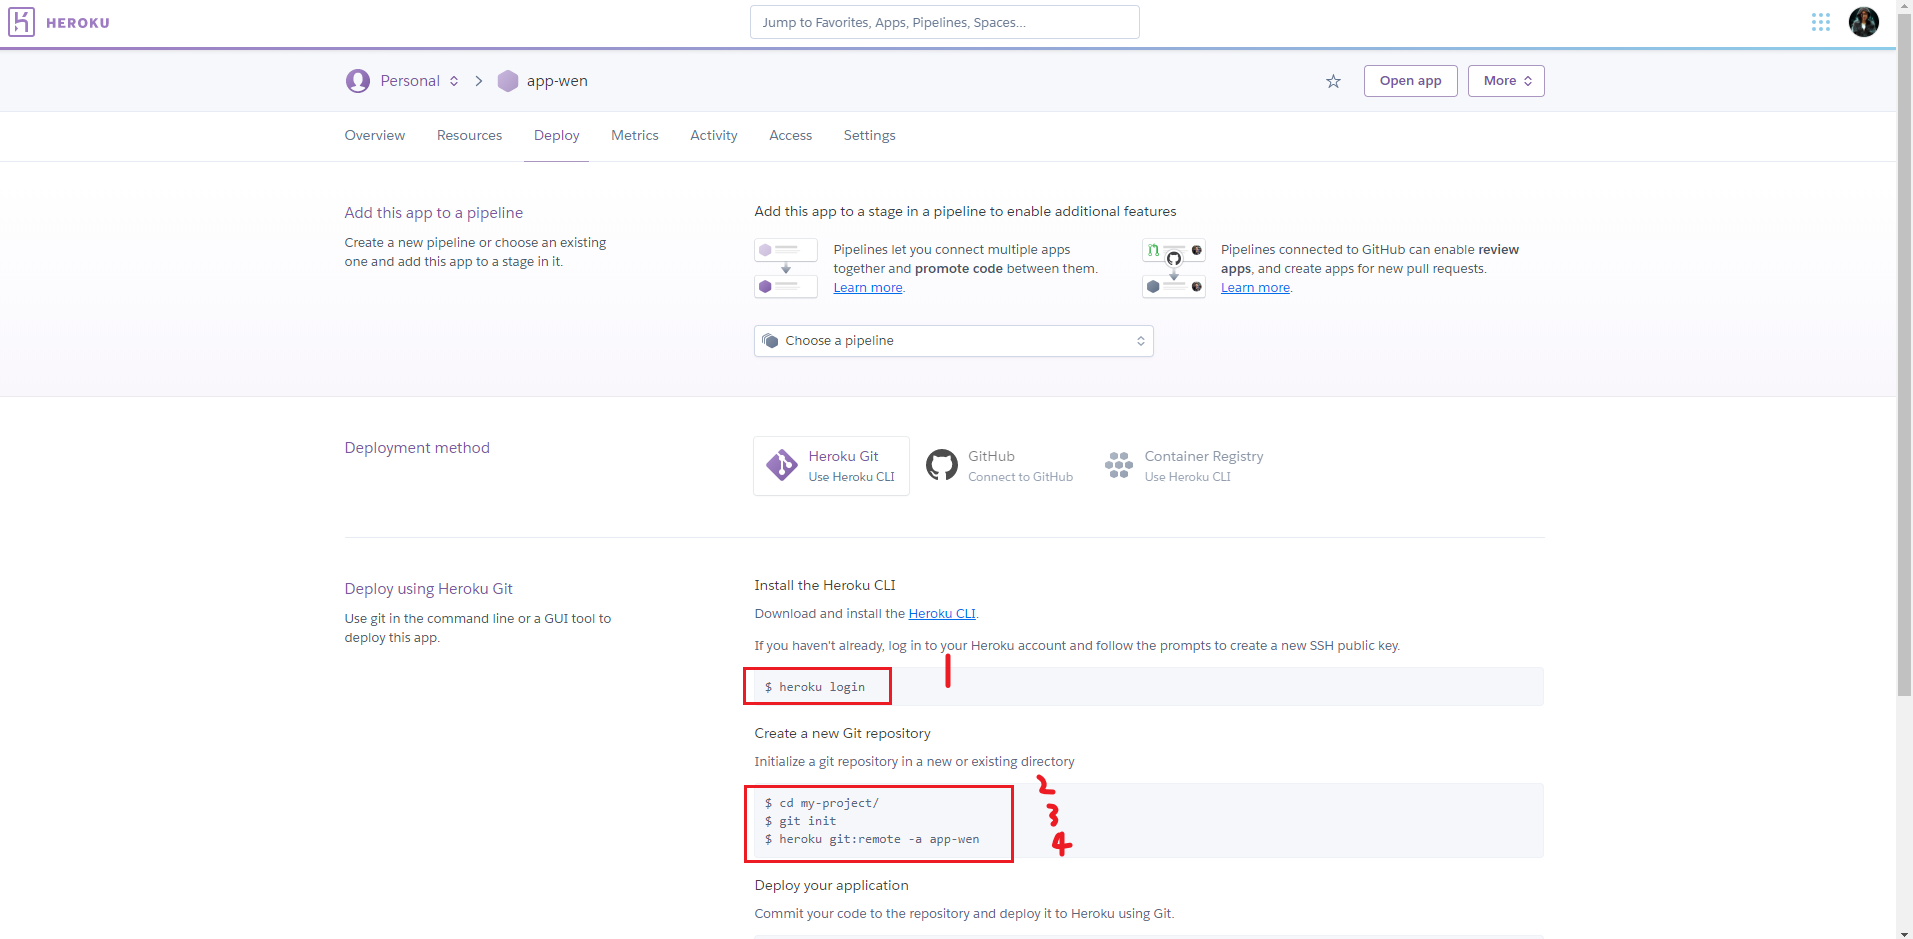 HEROKU
Jump to Favorites, Apps, Pipelines, Spaces...
Personal
app-wen
Open app
More
Overview
Resources
Deploy
Metrics
Activity
Access
Settings
Add this app to a pipeline
Create a new pipeline or choose an existing
one and add this app to a stage in it.
Add this app to a stage in a pipeline to enable additional features
Pipelines let you connect multiple apps
together and promote code between them.
Learn more.
Pipelines connected to GitHub can enable review
apps, and create apps for new pull requests.
Learn more.
Choose a pipeline
Deployment method
Heroku Git
Use Heroku CLI
GitHub
Connect to GitHub
Container Registry
Use Heroku CLI
Deploy using Heroku Git
Use git in the command line or a GUI tool to
deploy this app.
Install the Heroku CLI
Download and install the Heroku CLI.
If you haven't already, log in to your Heroku account and follow the prompts to create a new SSH public key.
$ heroku login
1
Create a new Git repository
Initialize a git repository in a new or existing directory
$ cd my-project/
2
$ git init
3
$ heroku git:remote -a app-wen
4
Deploy your application
Commit your code to the repository and deploy it to Heroku using Git.